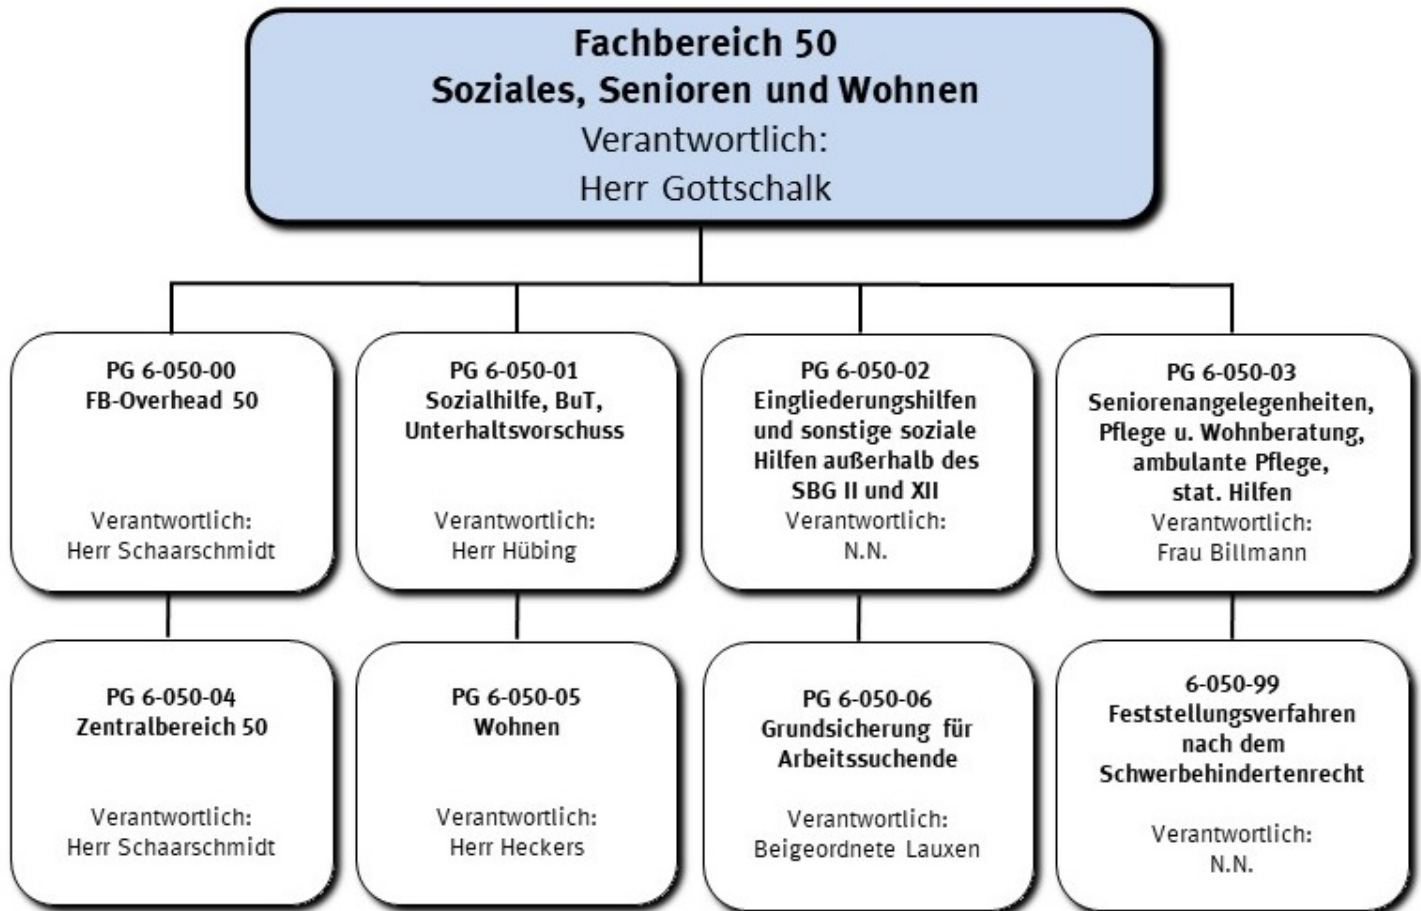 Fachbereich 50
Soziales, Senioren und Wohnen
Verantwortlich:
Herr Gottschalk
PG 6-050-00
FB-Overhead 50
Verantwortlich:
Herr Schaarschmidt
PG 6-050-01
Sozialhilfe, BuT,
Unterhaltsvorschuss
Verantwortlich:
Herr Hübing
PG 6-050-02
Eingliederungshilfen
und sonstige soziale
Hilfen außerhalb des
SBG II und XII
Verantwortlich:
N.N.
PG 6-050-03
Seniorenangelegenheiten,
Pflege u. Wohnberatung,
ambulante Pflege,
stat. Hilfen
Verantwortlich:
Frau Billmann
PG 6-050-04
Zentralbereich 50
Verantwortlich:
Herr Schaarschmidt
PG 6-050-05
Wohnen
Verantwortlich:
Herr Heckers
PG 6-050-06
Grundsicherung für
Arbeitssuchende
Verantwortlich:
Beigeordnete Lauxen
6-050-99
Feststellungsverfahren
nach dem
Schwerbehindertenrecht
Verantwortlich:
N.N.